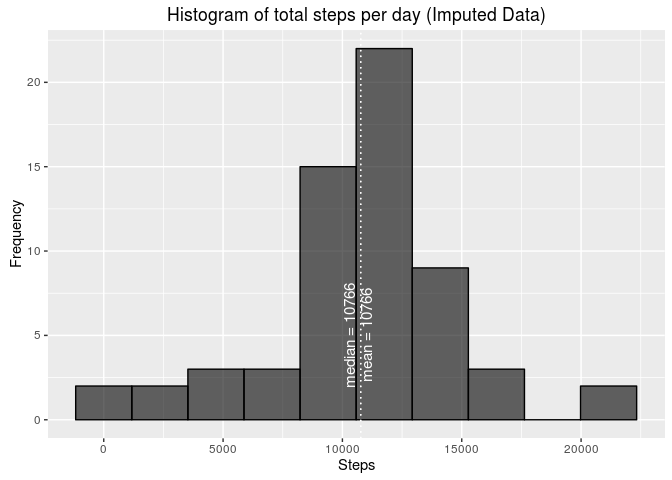 Histogram of total steps per day (Imputed Data)
20
15
10
5
0
Frequency
median = 10766
mean = 10766
0 5000 10000 15000 20000
Steps